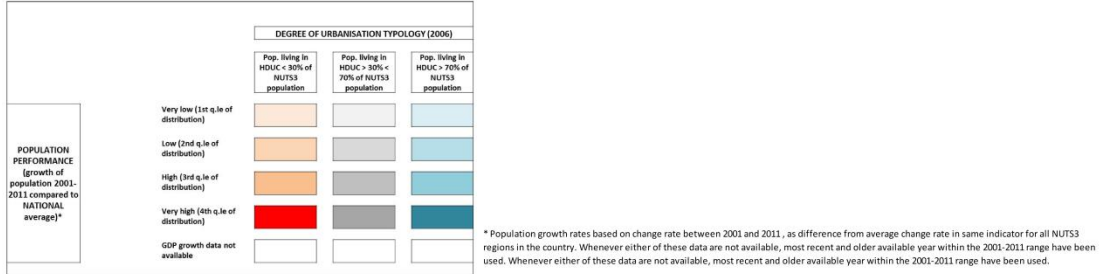 DEGREE OF URBANISATION TYPOLOGY (2006)
Pop. living in
HDUC < 30% of
NUTS3
population
Pop. living in
HDUC > 30% <
70% of NUTS3
population
Pop. living in
HDUC > 70% of
NUTS3
population
POPULATION
PERFORMANCE
(growth of
population 2001-
2011 compared to
NATIONAL
average)*
Very low (1st q.le of
distribution)
Low (2nd q.le of
distribution)
High (3rd q.le of
distribution)
Very high (4th q.le of
distribution)
GDP growth data not
available
* Population growth rates based on change rate between 2001 and 2011 , as difference from average change rate in same indicator for all NUTS3
regions in the country. Whenever either of these data are not available, most recent and older available year within the 2001-2011 range have been
used. Whenever either of these data are not available, most recent and older available year within the 2001-2011 range have been used.